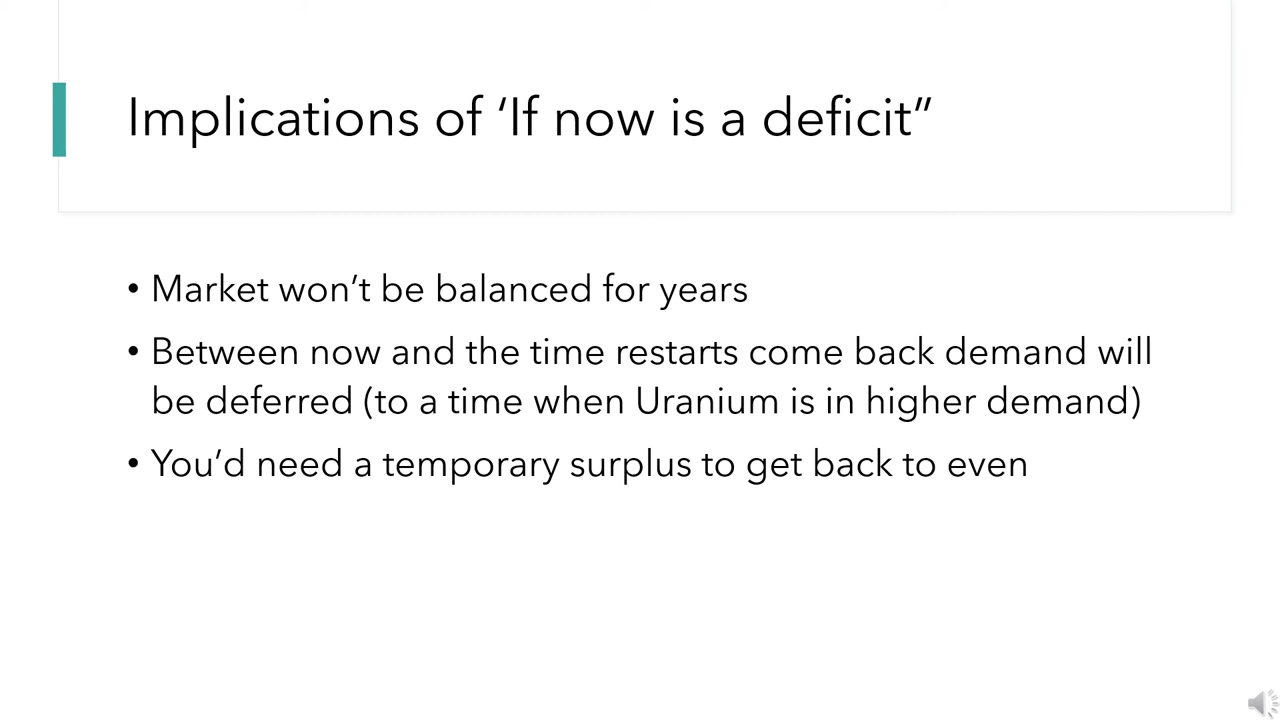 Implications of ‘If now is a deficit”
• Market won’t be balanced for years
• Between now and the time restarts come back demand will
be deferred (to a time when Uranium is in higher demand)
• You’d need a temporary surplus to get back to even